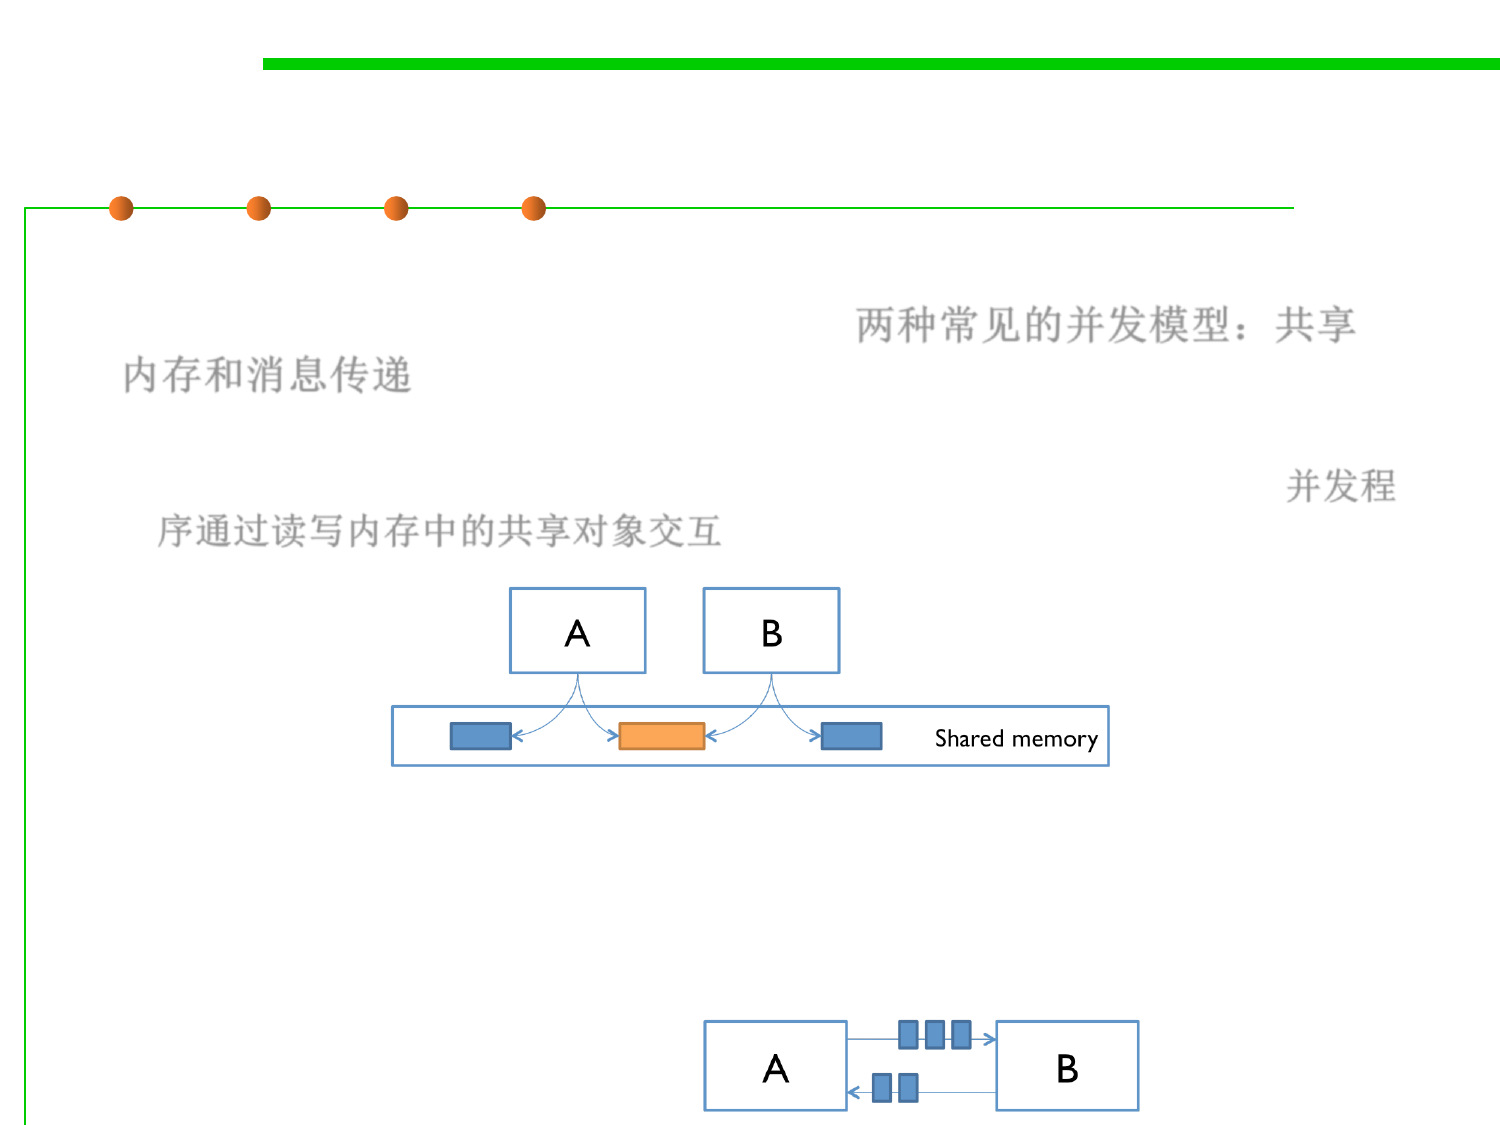 两种常见的并发模型：共享
内存和消息传递
并发程
序通过读写内存中的共享对象交互
A B
Shared memory
A B